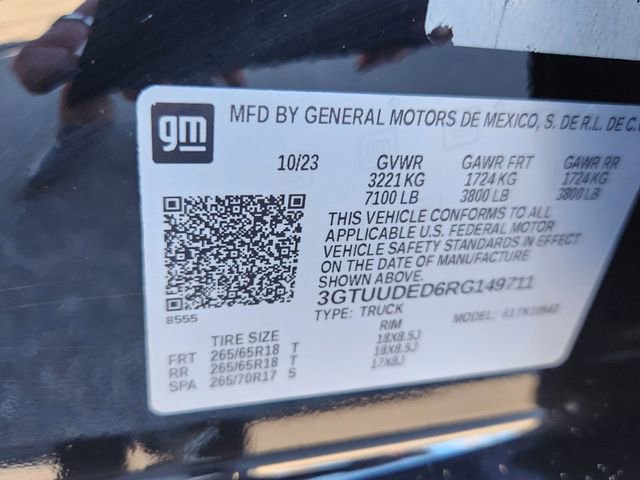 gm
MFD BY GENERAL MOTORS DE MEXICO, S. DE R.L. DE C.V
10/23 GVWR GAWR FRT GAWR RR
3221 KG 1724 KG 1724 KG
7100 LB 3800 LB 3800 LB
THIS VEHICLE CONFORMS TO ALL
APPLICABLE U.S. FEDERAL MOTOR
VEHICLE SAFETY STANDARDS IN EFFECT
ON THE DATE OF MANUFACTURE
SHOWN ABOVE.
3GTUUDED6RG149711
8555
TYPE: TRUCK MODEL:
TIRE SIZE RIM
FRT 265/65R18 T 18X8.5J
RR 265/65R18 T 18X8.5J
SPA 265/70R17 S 17X8J